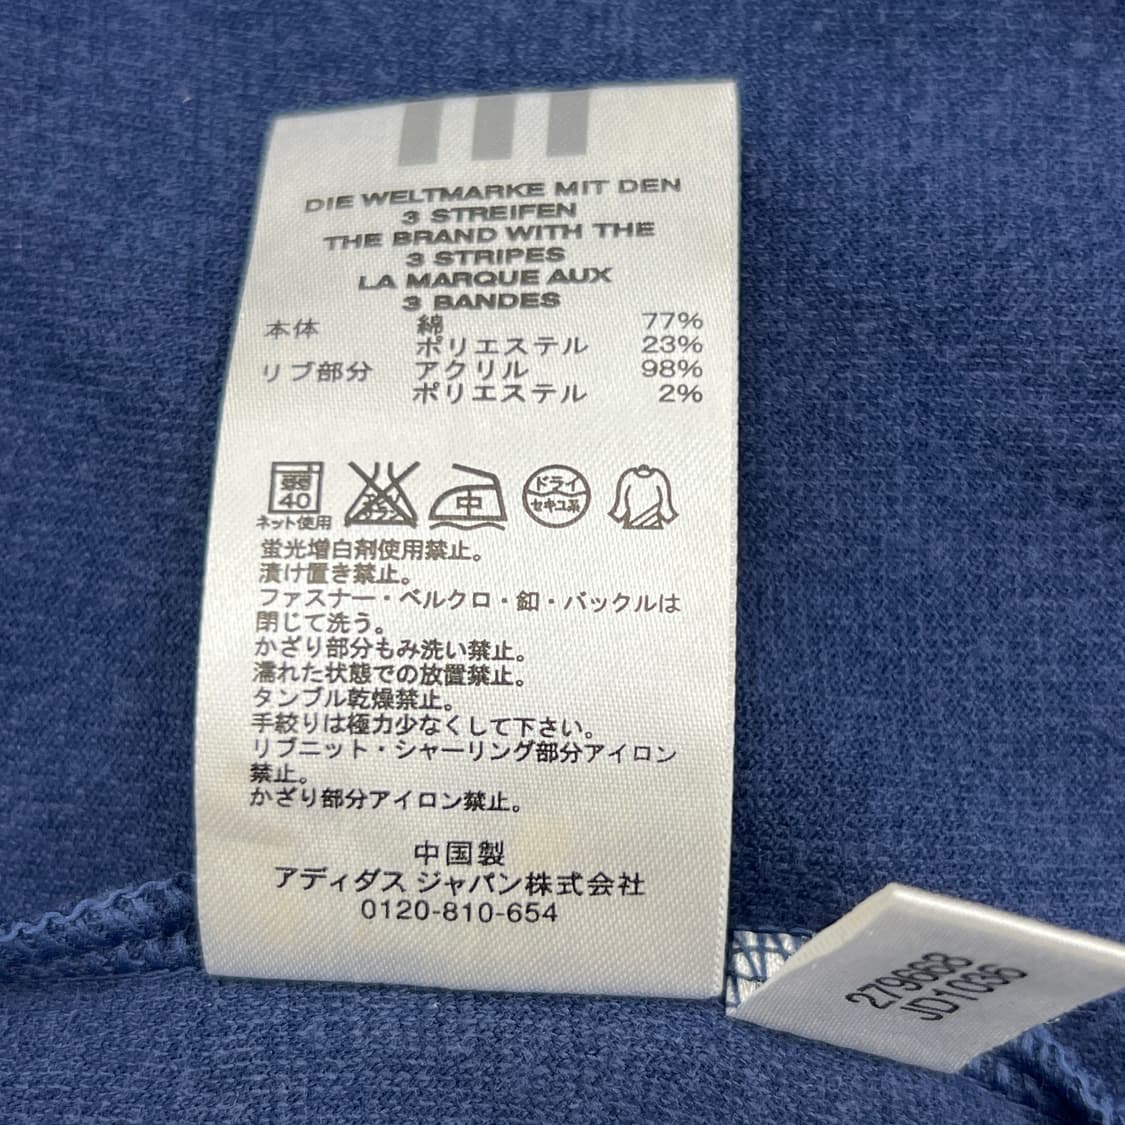 DIE WELTMARKE MIT DEN
3 STREIFEN
THE BRAND WITH THE
3 STRIPES
LA MARQUE AUX
3 BANDES
本体 綿 77%
ポリエステル 23%
リブ部分 アクリル 98%
ポリエステル 2%
弱
40
中
ドライ
セキユ系
ネット使用
蛍光増白剤使用禁止。
漬け置き禁止。
ファスナー・ベルクロ・釦・バックルは
閉じて洗う。
かざり部分もみ洗い禁止。
濡れた状態での放置禁止。
タンブル乾燥禁止。
手絞りは極力少なくして下さい。
リブニット・シャーリング部分アイロン
禁止。
かざり部分アイロン禁止。
中国製
アディダス ジャパン株式会社
0120-810-654
279668
JD1036